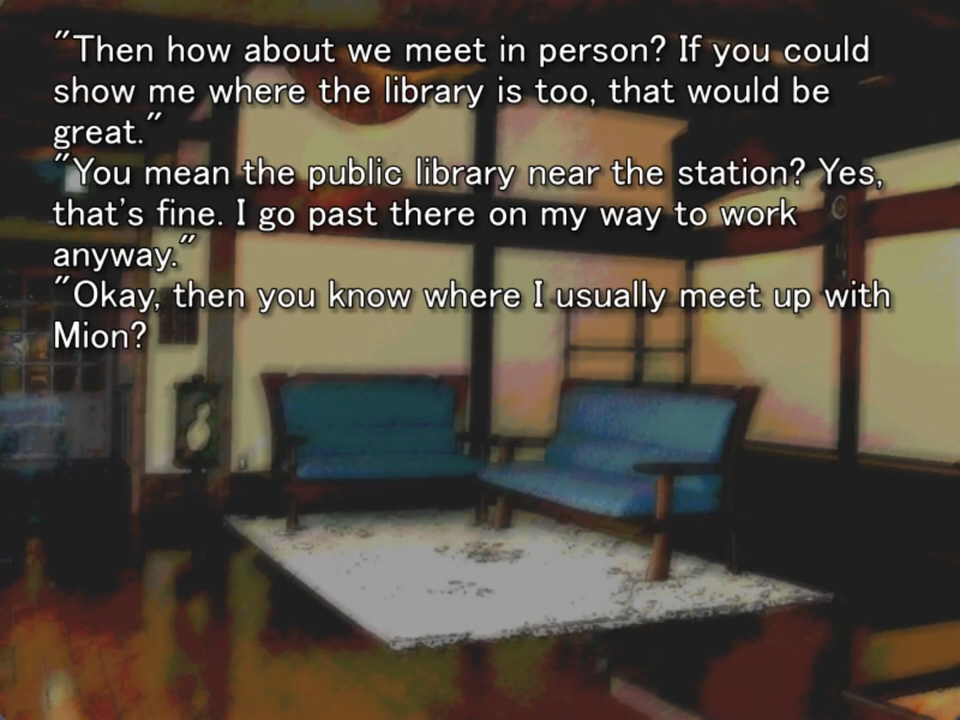 "Then how about we meet in person? If you could
show me where the library is too, that would be
great."
"You mean the public library near the station? Yes,
that's fine. I go past there on my way to work
anyway."
"Okay, then you know where I usually meet up with
Mion?